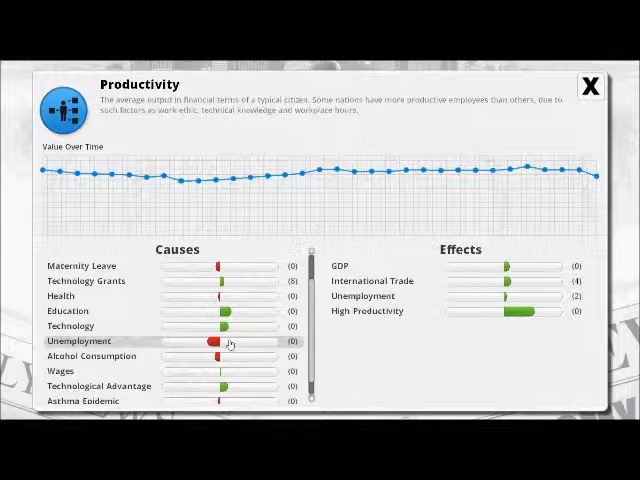 Productivity
The average output in financial terms of a typical citizen. Some nations have more productive employees than others, due to
such factors as work ethic, technical knowledge and workplace hours.
X
Value Over Time
Causes
Maternity Leave (0)
Technology Grants (8)
Health (0)
Education (0)
Technology (0)
Unemployment (0)
Alcohol Consumption (0)
Wages (0)
Technological Advantage (0)
Asthma Epidemic (0)
Effects
GDP (0)
International Trade (4)
Unemployment (2)
High Productivity (0)